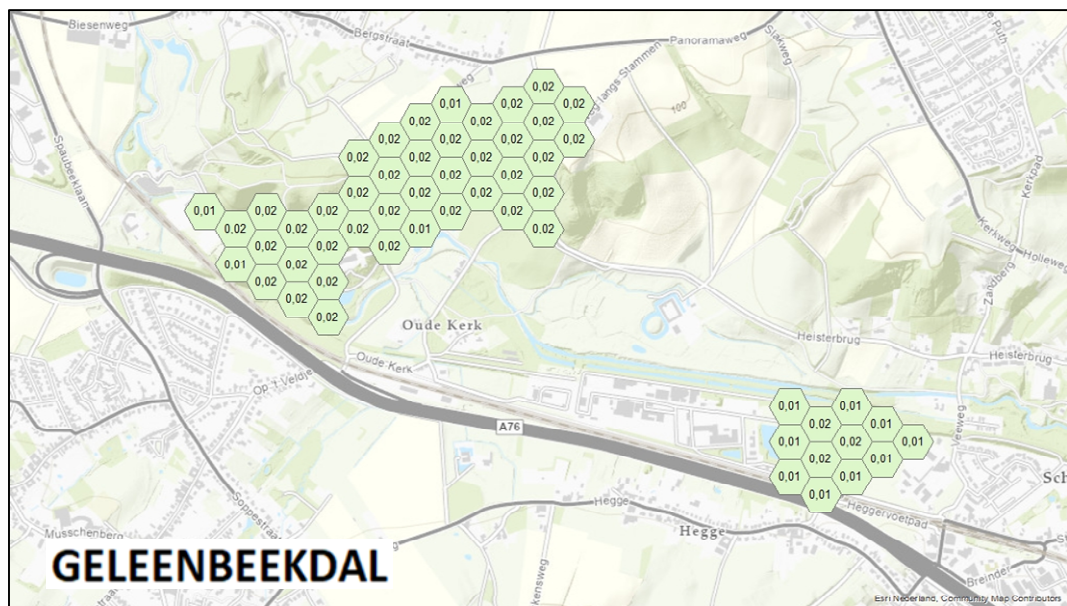 Biesenweg
Bergstraat
Panoramaweg
Slakweg
Puth
langs Stammen
Spaubeeklaan
100
Kerkpad
0,02
0,01 0,02 0,02
0,02 0,02 0,02
0,02 0,02 0,02 0,02
0,02 0,02 0,02 0,02
0,02 0,02 0,02
0,02 0,02 0,02 0,02
0,01 0,02 0,02 0,02 0,02 0,02
0,02 0,02 0,02 0,01 0,02
0,02 0,02 0,02
0,01 0,02
0,02 0,02
0,02
0,02
Kerkweg
Holleweg
Zandberg
Oude Kerk
Heisterbrug
Heisterbrug
Oude Kerk
Op 't Veldje
A76
0,01 0,01
0,02 0,01
0,01 0,02 0,01
0,02 0,01
0,01 0,01
0,01
Sch
Hegge
Heggervoetpad
Hegge
Soppestraat
Musschenberg
Breinder
GELEENBEEKDAL
Esri Nederland, Community Map Contributors